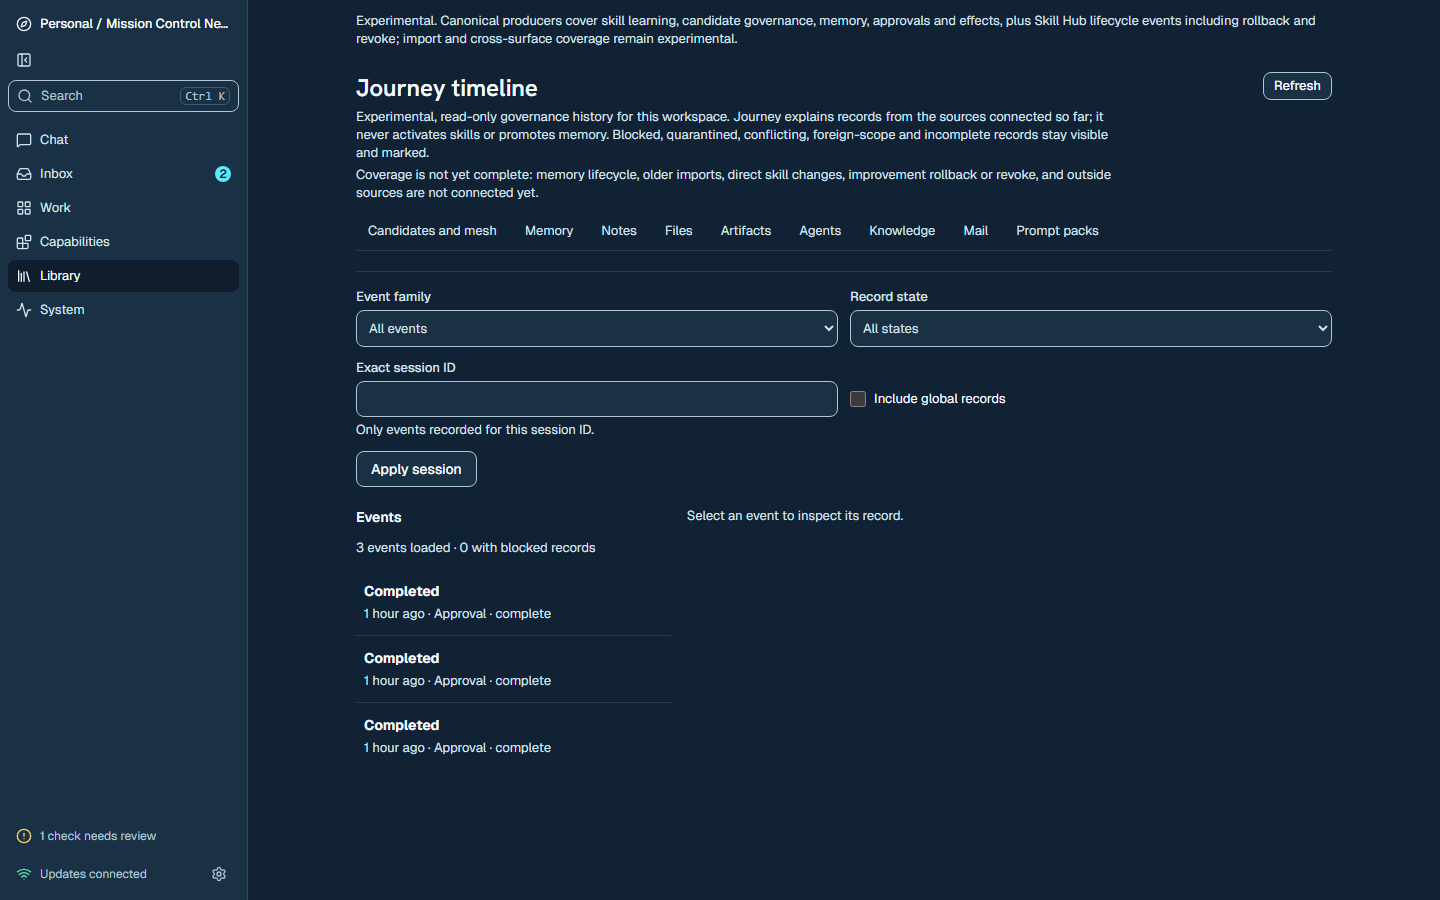 Personal / Mission Control Ne...
Search
Ctrl K
Chat
Inbox
2
Work
Capabilities
Library
System
1 check needs review
Updates connected
Experimental. Canonical producers cover skill learning, candidate governance, memory, approvals and effects, plus Skill Hub lifecycle events including rollback and
revoke; import and cross-surface coverage remain experimental.
Journey timeline
Refresh
Experimental, read-only governance history for this workspace. Journey explains records from the sources connected so far; it
never activates skills or promotes memory. Blocked, quarantined, conflicting, foreign-scope and incomplete records stay visible
and marked.
Coverage is not yet complete: memory lifecycle, older imports, direct skill changes, improvement rollback or revoke, and outside
sources are not connected yet.
Candidates and mesh
Memory
Notes
Files
Artifacts
Agents
Knowledge
Mail
Prompt packs
Event family
Record state
All events
All states
Exact session ID
Include global records
Only events recorded for this session ID.
Apply session
Events
Select an event to inspect its record.
3 events loaded · 0 with blocked records
Completed
1 hour ago · Approval · complete
Completed
1 hour ago · Approval · complete
Completed
1 hour ago · Approval · complete